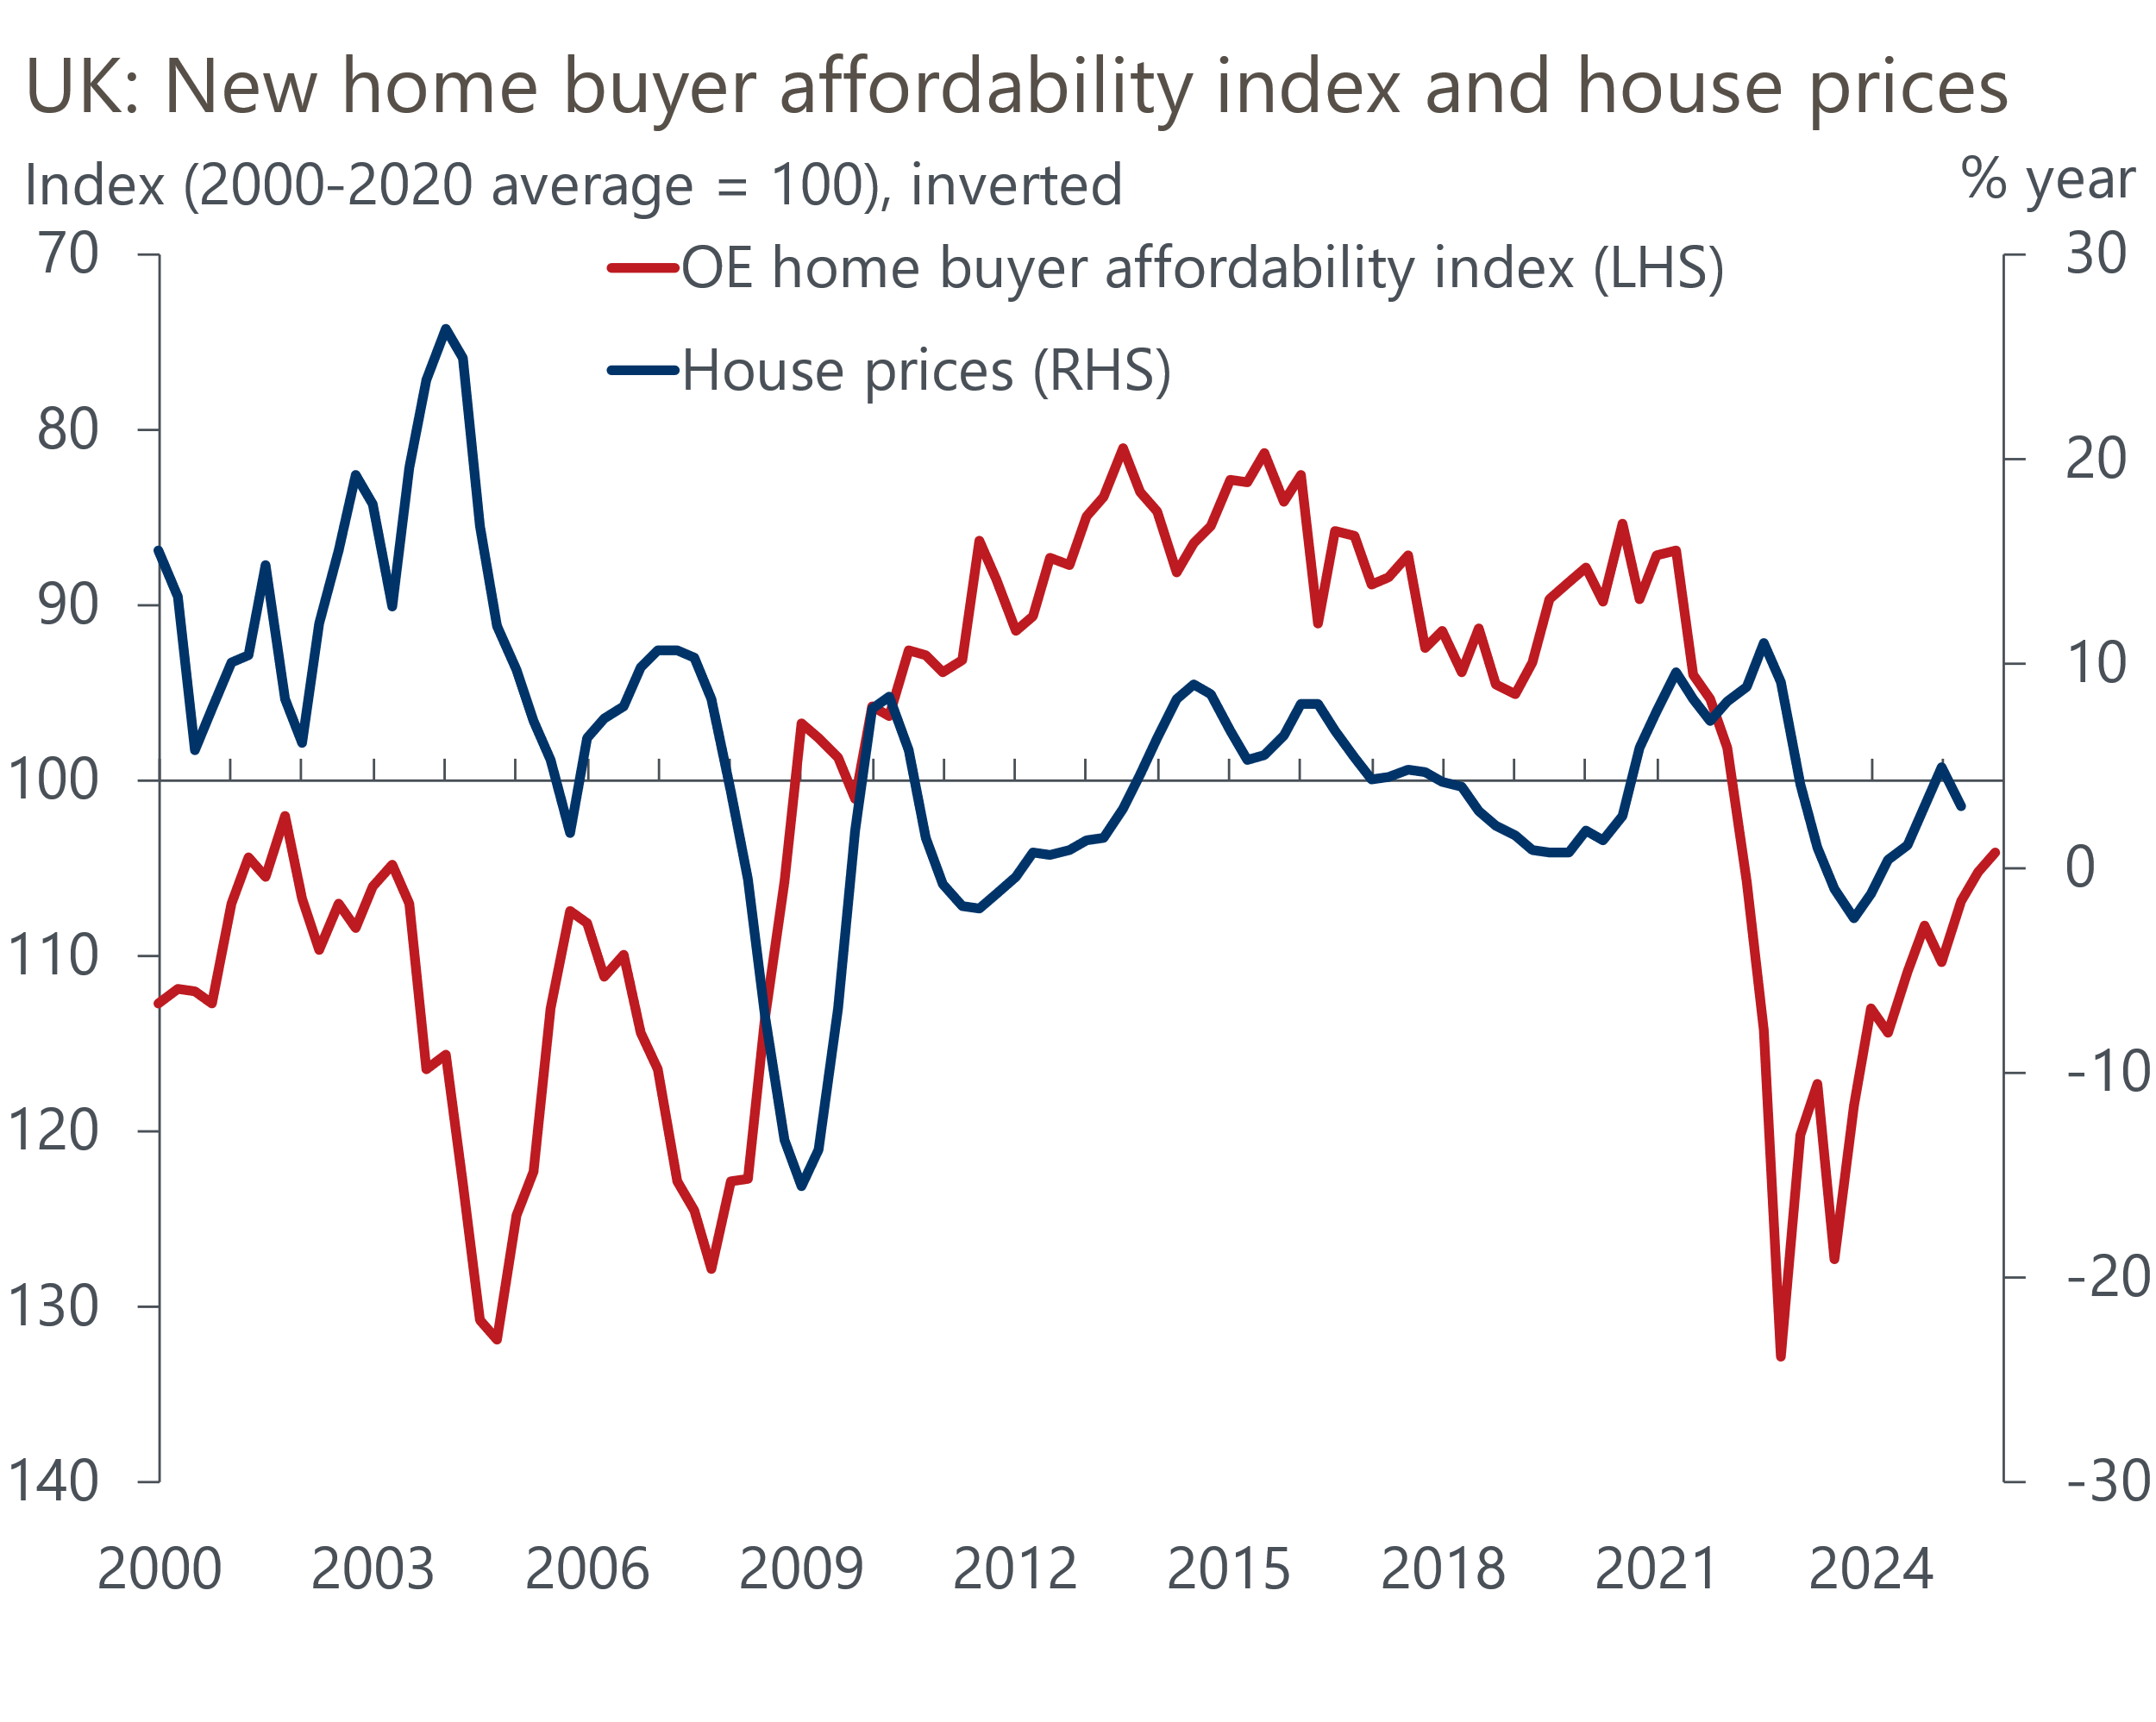 UK: New home buyer affordability index and house prices
Index (2000-2020 average = 100), inverted
% year
OE home buyer affordability index (LHS)
House prices (RHS)
70
80
90
100
110
120
130
140
30
20
10
0
-10
-20
-30
2000 2003 2006 2009 2012 2015 2018 2021 2024